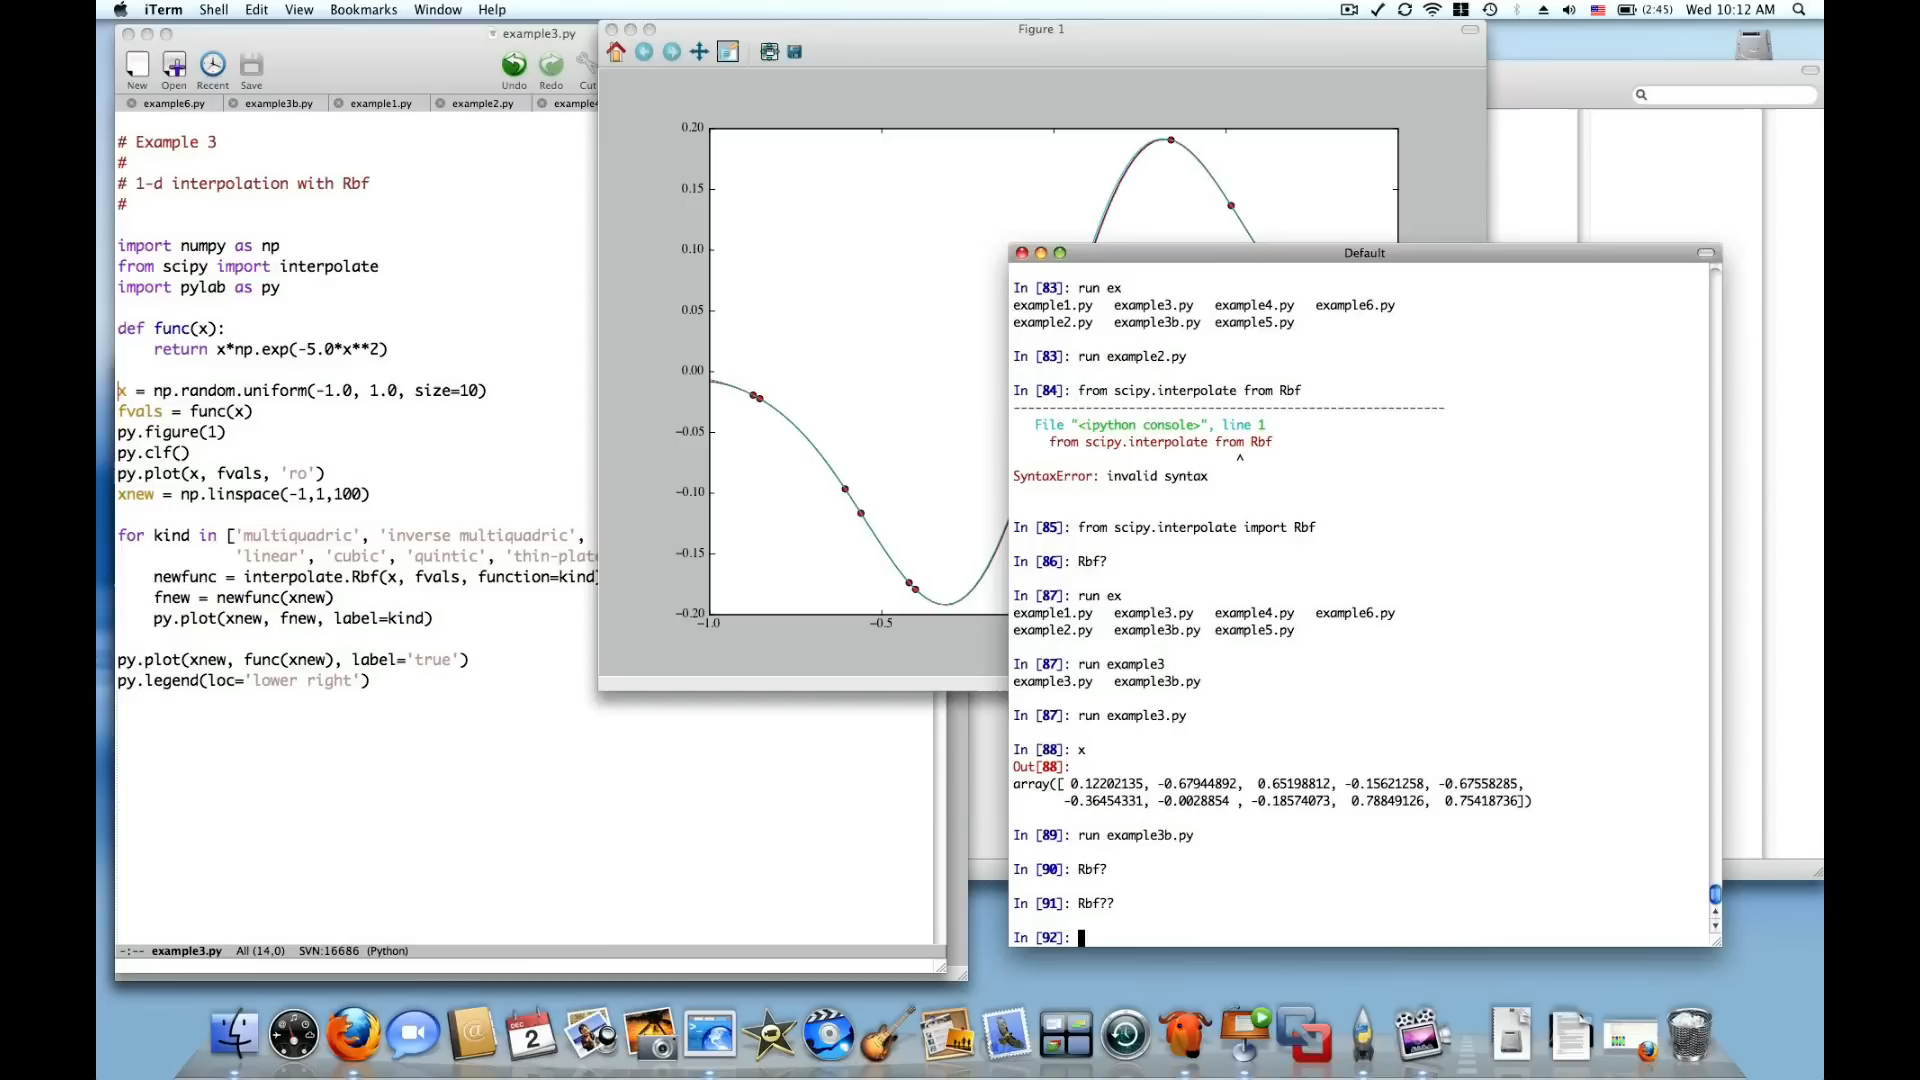 iTerm Shell Edit View Bookmarks Window Help
(2:45) Wed 10:12 AM
example3.py
New Open Recent Save Undo Redo Cut
example6.py example3b.py example1.py example2.py example4
# Example 3
#
# 1-d interpolation with Rbf
#
import numpy as np
from scipy import interpolate
import pylab as py
def func(x):
return x*np.exp(-5.0*x**2)
x = np.random.uniform(-1.0, 1.0, size=10)
fvals = func(x)
py.figure(1)
py.clf()
py.plot(x, fvals, 'ro')
xnew = np.linspace(-1,1,100)
for kind in ['multiquadric', 'inverse multiquadric',
'linear', 'cubic', 'quintic', 'thin-plate
newfunc = interpolate.Rbf(x, fvals, function=kind)
fnew = newfunc(xnew)
py.plot(xnew, fnew, label=kind)
py.plot(xnew, func(xnew), label='true')
py.legend(loc='lower right')
-:-- example3.py All (14,0) SVN:16686 (Python)
Figure 1
0.20
0.15
0.10
0.05
0.00
−0.05
−0.10
−0.15
−0.20
−1.0 −0.5
Default
In [83]: run ex
example1.py example3.py example4.py example6.py
example2.py example3b.py example5.py
In [83]: run example2.py
In [84]: from scipy.interpolate from Rbf
------------------------------------------------------------
File "<ipython console>", line 1
from scipy.interpolate from Rbf
^
SyntaxError: invalid syntax
In [85]: from scipy.interpolate import Rbf
In [86]: Rbf?
In [87]: run ex
example1.py example3.py example4.py example6.py
example2.py example3b.py example5.py
In [87]: run example3
example3.py example3b.py
In [87]: run example3.py
In [88]: x
Out[88]:
array([ 0.12202135, -0.67944892, 0.65198812, -0.15621258, -0.67558285,
-0.36454331, -0.0028854 , -0.18574073, 0.78849126, 0.75418736])
In [89]: run example3b.py
In [90]: Rbf?
In [91]: Rbf??
In [92]:
DEC
2